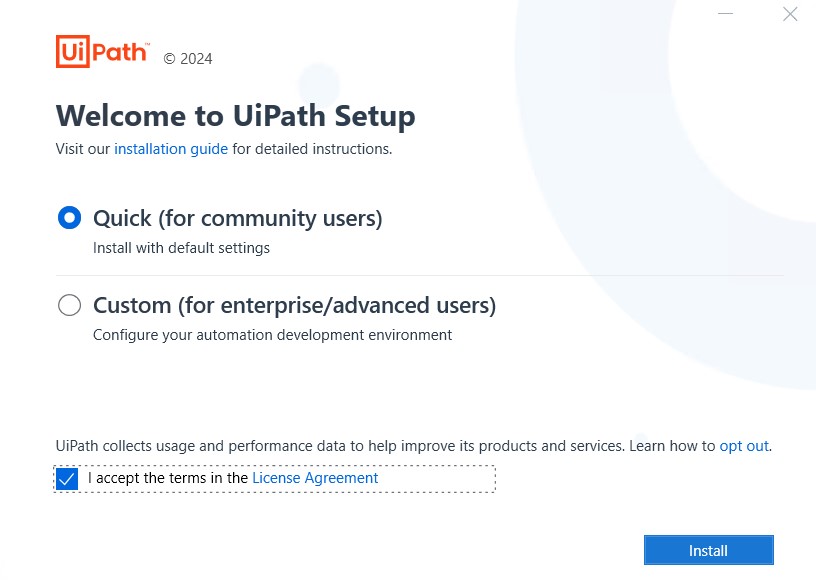 UiPath™ © 2024
Welcome to UiPath Setup
Visit our installation guide for detailed instructions.
Quick (for community users)
Install with default settings
Custom (for enterprise/advanced users)
Configure your automation development environment
UiPath collects usage and performance data to help improve its products and services. Learn how to opt out.
I accept the terms in the License Agreement
Install